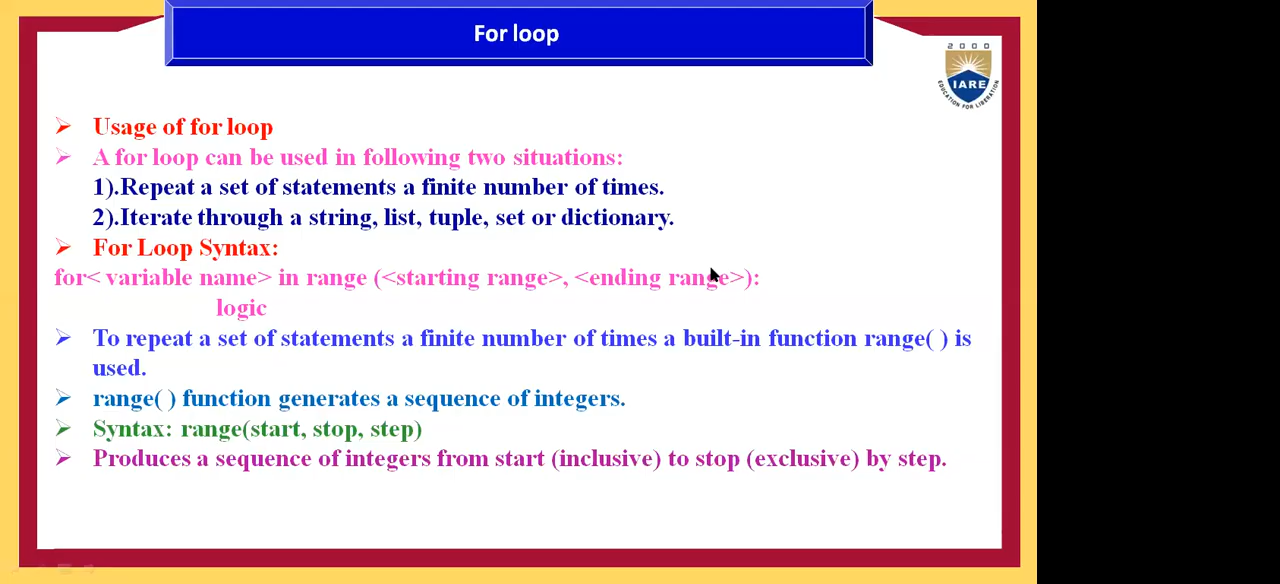 For loop
2 0 0 0
IARE
EDUCATION FOR LIBERATION
➢ Usage of for loop
➢ A for loop can be used in following two situations:
1).Repeat a set of statements a finite number of times.
2).Iterate through a string, list, tuple, set or dictionary.
➢ For Loop Syntax:
for< variable name> in range (<starting range>, <ending range>):
logic
➢ To repeat a set of statements a finite number of times a built-in function range( ) is
used.
➢ range( ) function generates a sequence of integers.
➢ Syntax: range(start, stop, step)
➢ Produces a sequence of integers from start (inclusive) to stop (exclusive) by step.